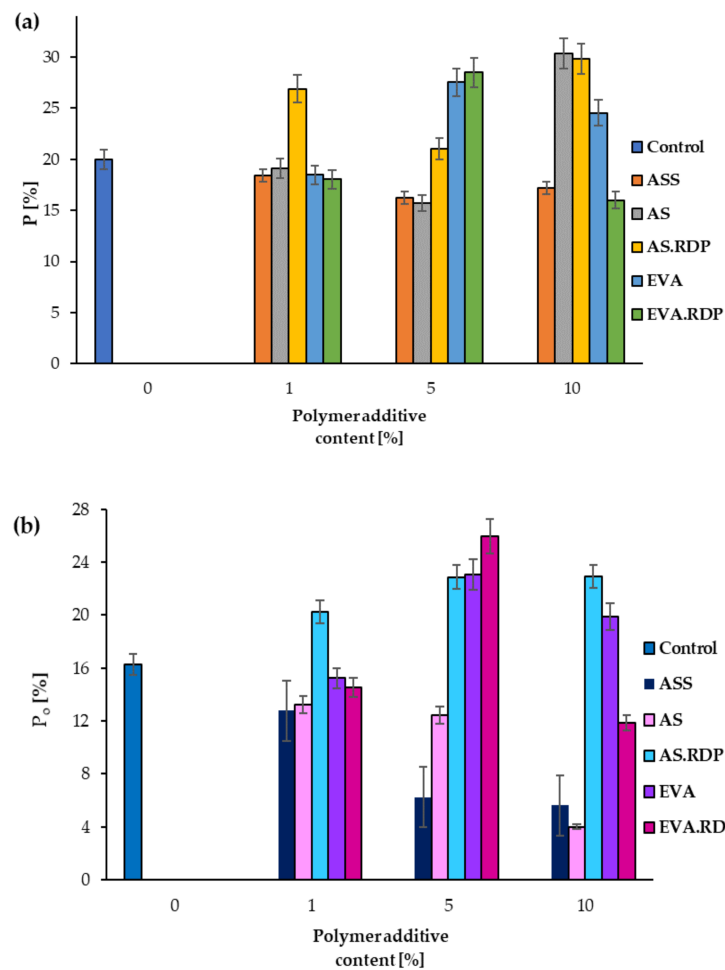 (a)
P [%]
30
25
20
15
10
5
0
0 1 5 10
Polymer additive
content [%]
Control
ASS
AS
AS.RDP
EVA
EVA.RDP
(b)
Po [%]
28
24
20
16
12
8
4
0
0 1 5 10
Polymer additive
content [%]
Control
ASS
AS
AS.RDP
EVA
EVA.RD